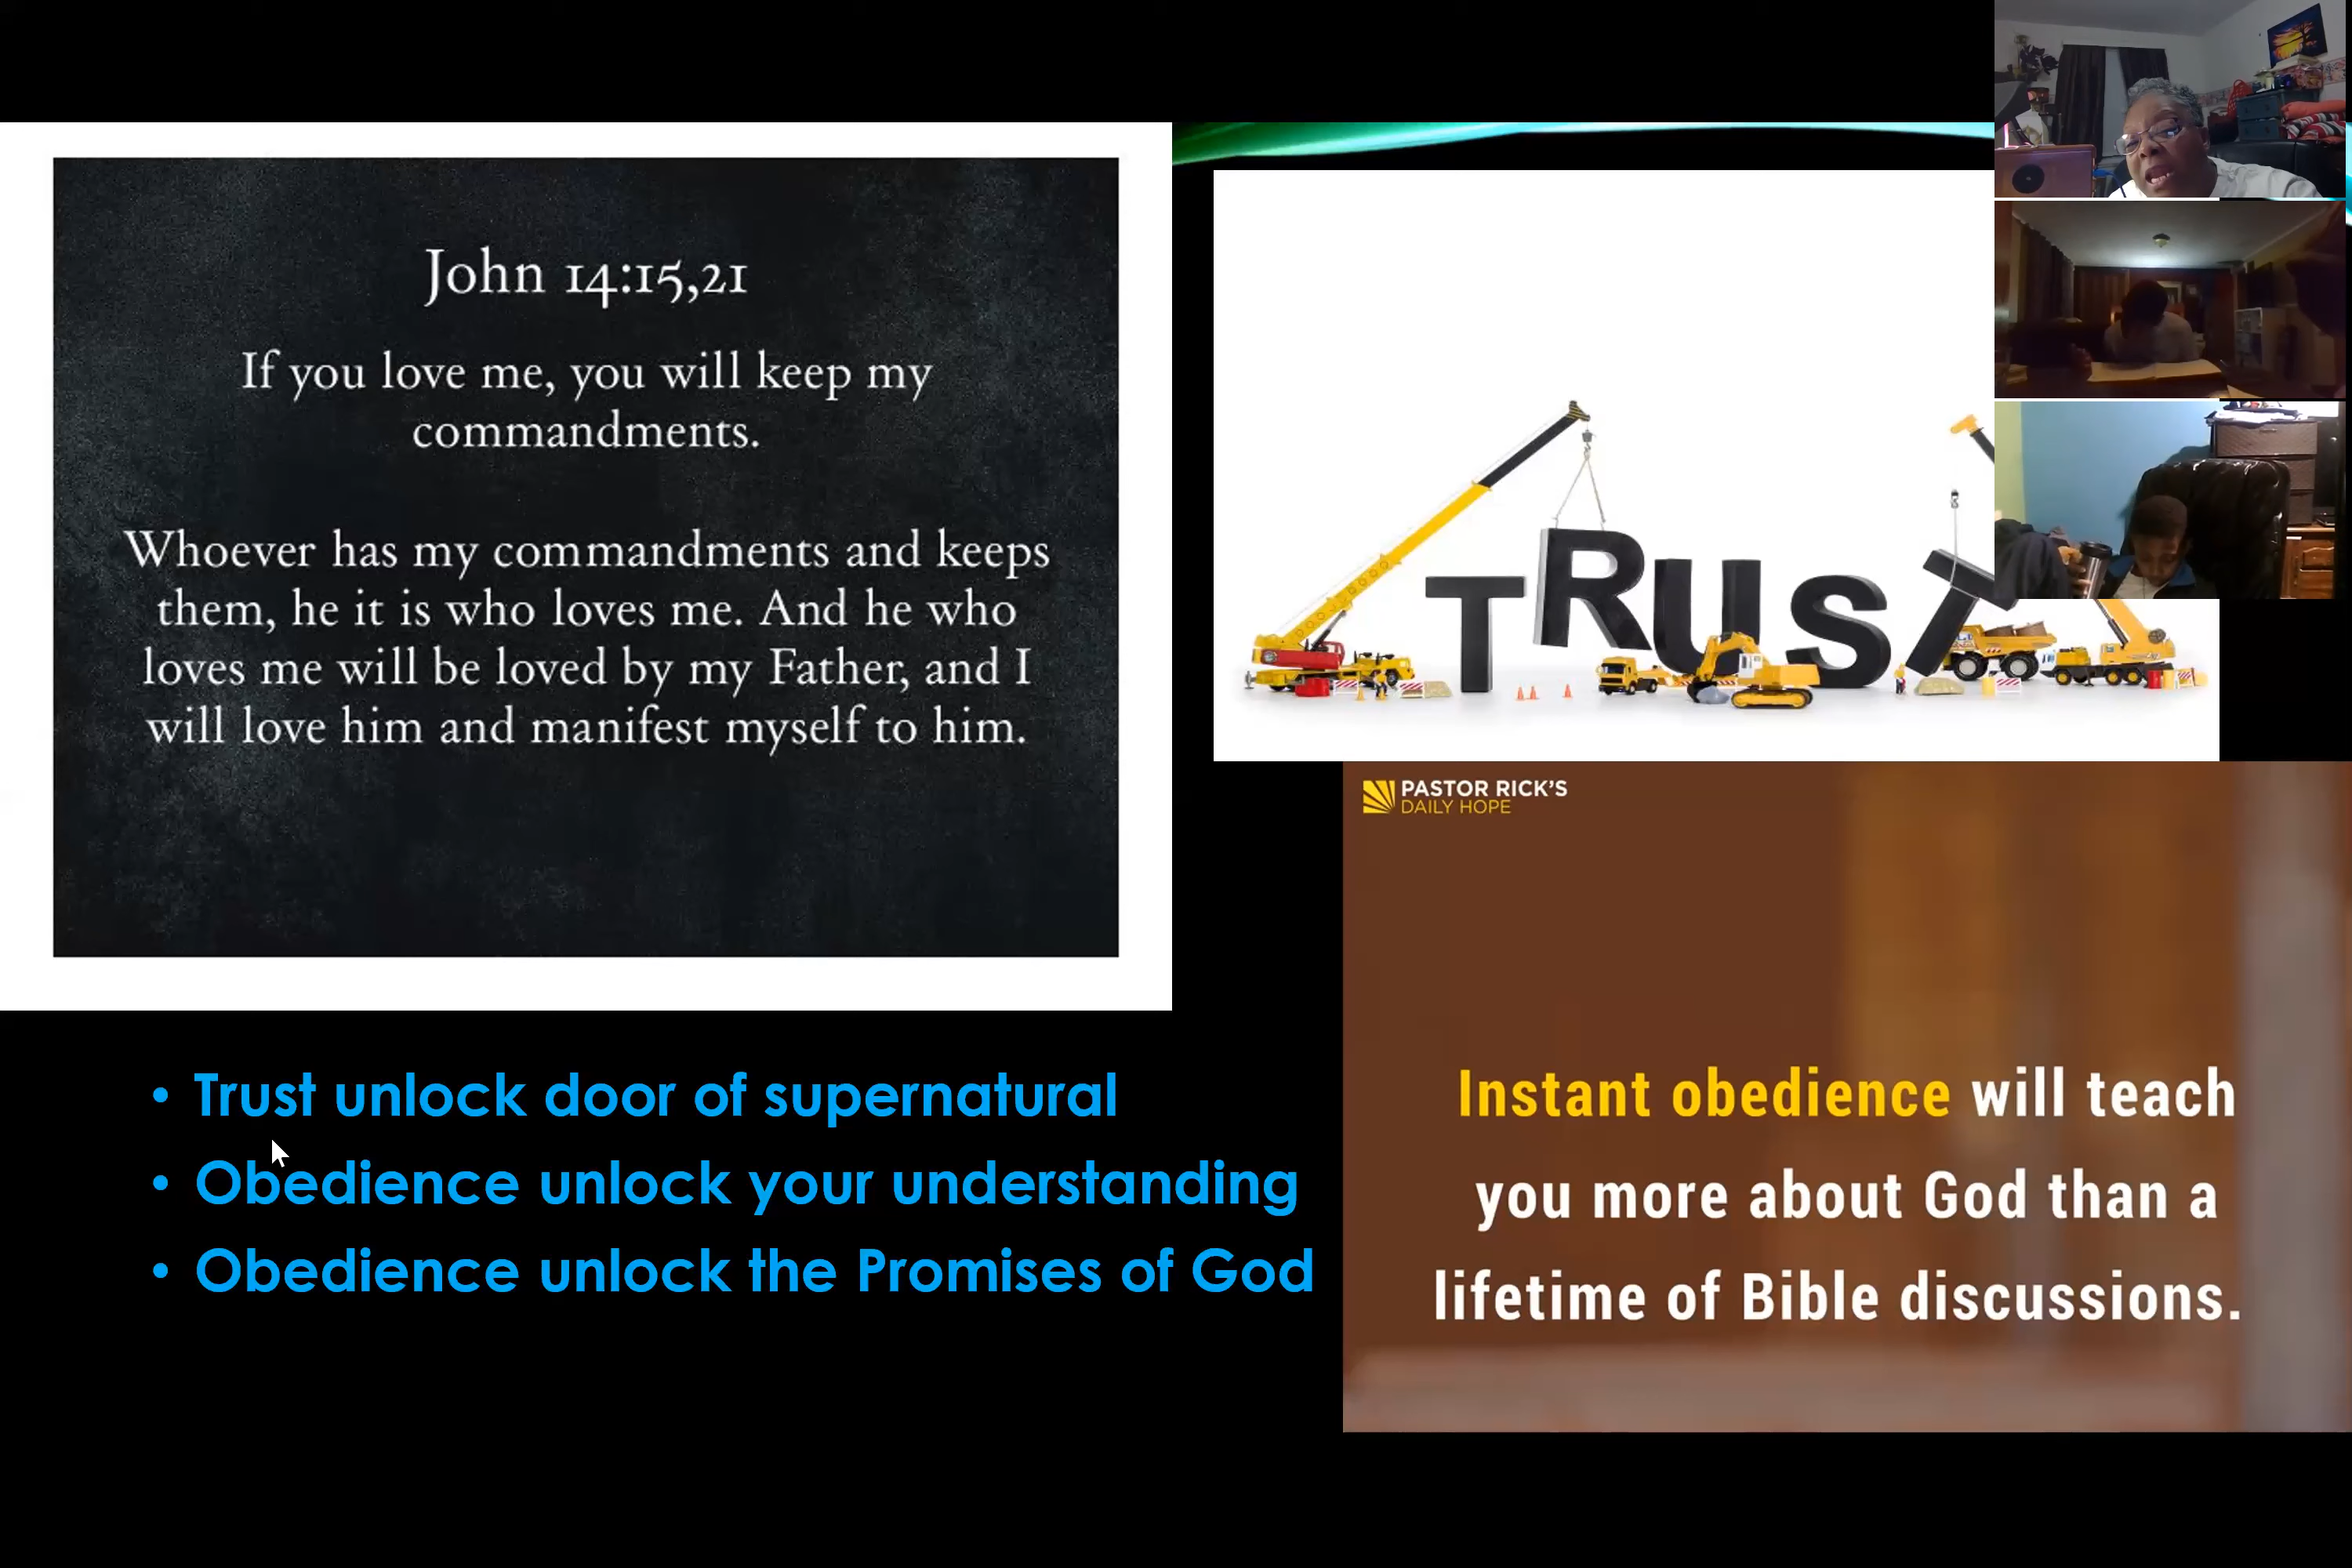 John 14:15,21
If you love me, you will keep my
commandments.
Whoever has my commandments and keeps
them, he it is who loves me. And he who
loves me will be loved by my Father, and I
will love him and manifest myself to him.
TRUST
PASTOR RICK'S
DAILY HOPE
Instant obedience will teach
you more about God than a
lifetime of Bible discussions.
• Trust unlock door of supernatural
• Obedience unlock your understanding
• Obedience unlock the Promises of God